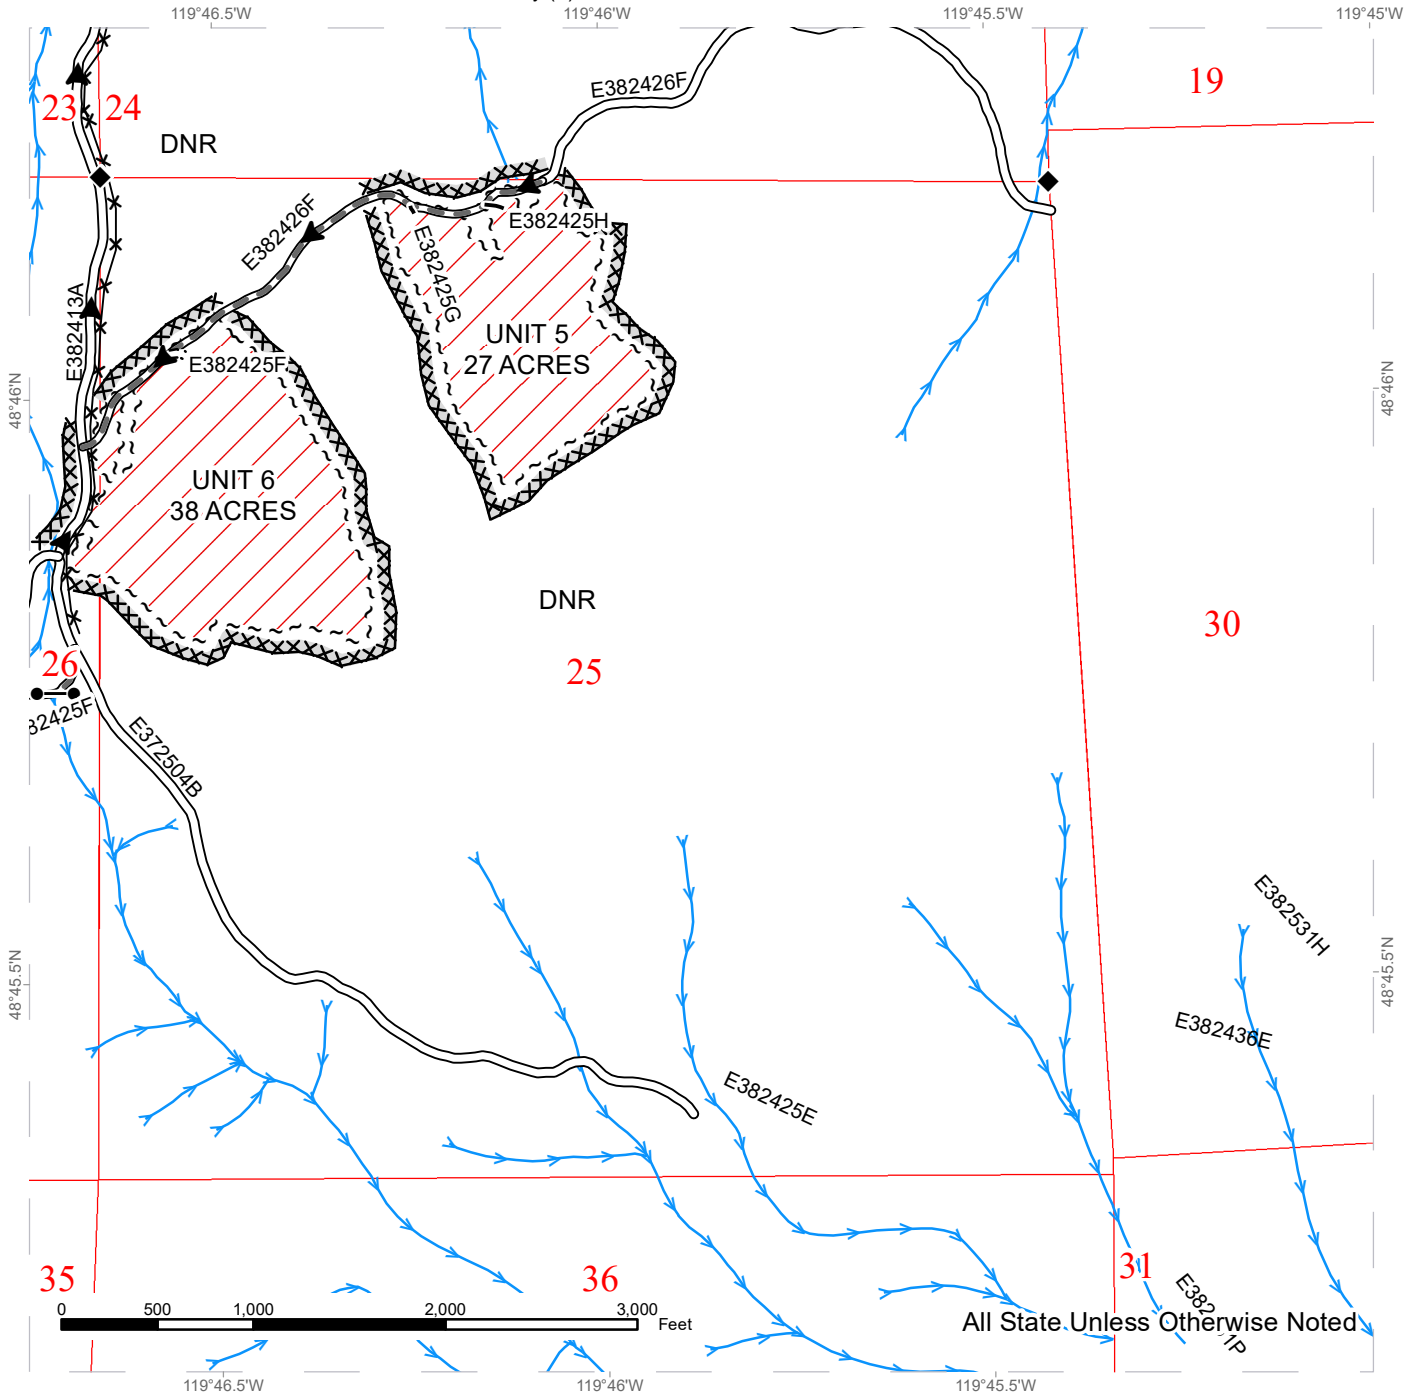 119°46.5'W
119°46'W
119°45.5'W
119°45'W
E382426F
23
24
19
DNR
E382426F
E382425H
E382425G
E382413A
UNIT 5
27 ACRES
E382425F
48°46'N
48°46'N
UNIT 6
38 ACRES
DNR
30
26
25
82425F
E372504B
E382531H
48°45.5'N
48°45.5'N
E382436E
E382425E
35
36
31
0 500 1,000 2,000 3,000
Feet
All State Unless Otherwise Noted
119°46.5'W
119°46'W
119°45.5'W